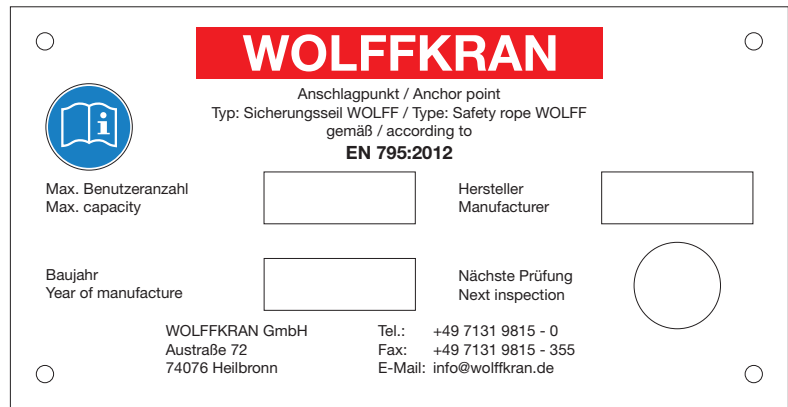 WOLFFKRAN
Anschlagpunkt / Anchor point
Typ: Sicherungsseil WOLFF / Type: Safety rope WOLFF
gemäß / according to
EN 795:2012
Max. Benutzeranzahl
Max. capacity
Hersteller
Manufacturer
Baujahr
Year of manufacture
Nächste Prüfung
Next inspection
WOLFFKRAN GmbH
Austraße 72
74076 Heilbronn
Tel.: +49 7131 9815 - 0
Fax: +49 7131 9815 - 355
E-Mail: info@wolffkran.de